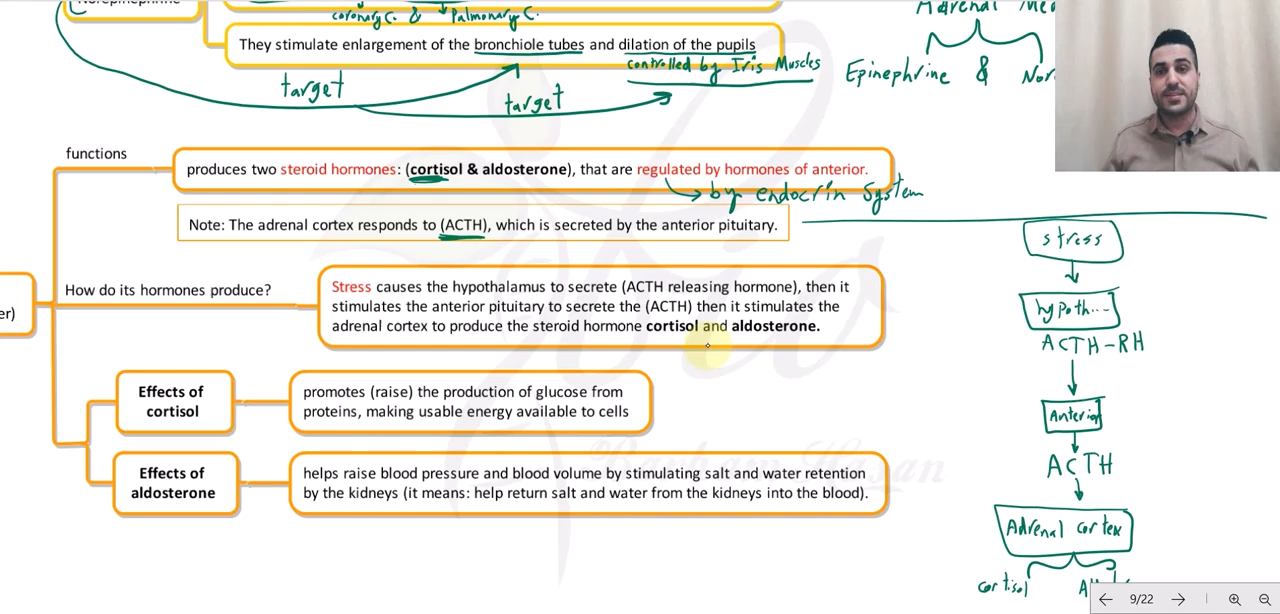 coronary C. & Pulmonary C.
They stimulate enlargement of the bronchiole tubes and dilation of the pupils
controlled by Iris Muscles
target
target
Epinephrine &
functions
produces two steroid hormones: (cortisol & aldosterone), that are regulated by hormones of anterior.
by endocrin system
Note: The adrenal cortex responds to (ACTH), which is secreted by the anterior pituitary.
er)
How do its hormones produce?
Stress causes the hypothalamus to secrete (ACTH releasing hormone), then it
stimulates the anterior pituitary to secrete the (ACTH) then it stimulates the
adrenal cortex to produce the steroid hormone cortisol and aldosterone.
Effects of
cortisol
promotes (raise) the production of glucose from
proteins, making usable energy available to cells
Effects of
aldosterone
helps raise blood pressure and blood volume by stimulating salt and water retention
by the kidneys (it means: help return salt and water from the kidneys into the blood).
stress
hypoth...
ACTH-RH
Anterior
ACTH
Adrenal cortex
cortisol
9/22